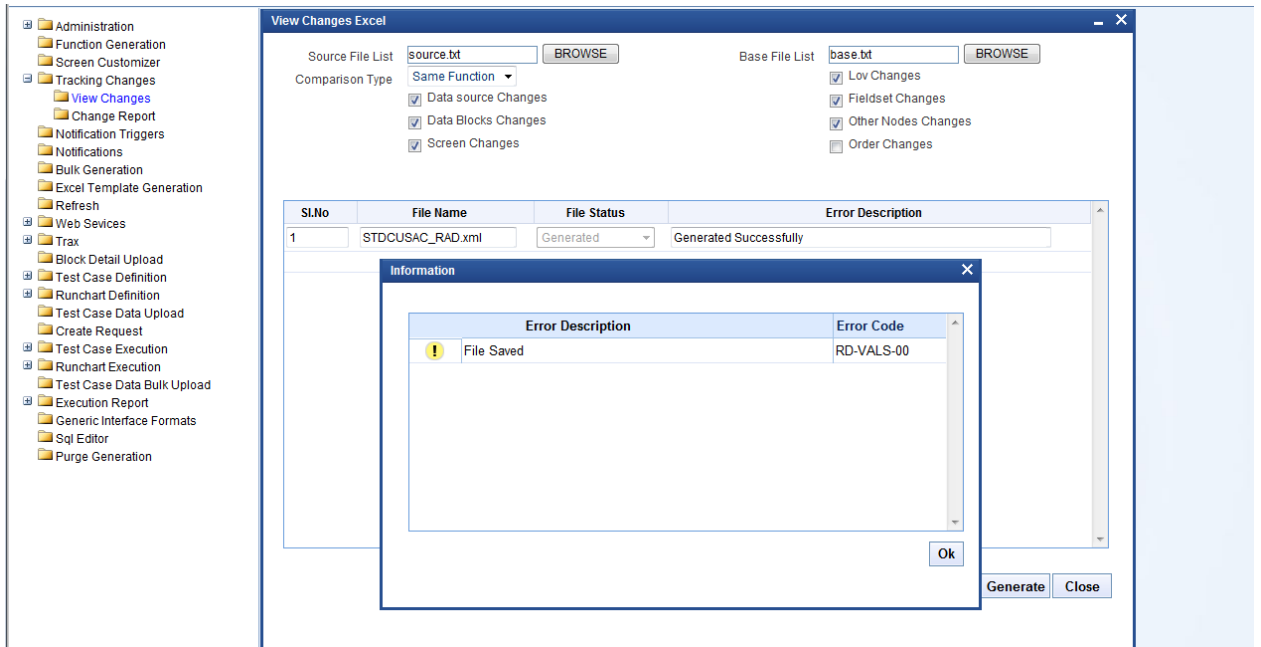 Administration
Function Generation
Screen Customizer
Tracking Changes
View Changes
Change Report
Notification Triggers
Notifications
Bulk Generation
Excel Template Generation
Refresh
Web Sevices
Trax
Block Detail Upload
Test Case Definition
Runchart Definition
Test Case Data Upload
Create Request
Test Case Execution
Runchart Execution
Test Case Data Bulk Upload
Execution Report
Generic Interface Formats
Sql Editor
Purge Generation
View Changes Excel
Source File List source.txt BROWSE Base File List base.txt BROWSE
Comparison Type Same Function Lov Changes
Data source Changes Fieldset Changes
Data Blocks Changes Other Nodes Changes
Screen Changes Order Changes
Sl.No File Name File Status Error Description
1 STDCUSAC_RAD.xml Generated Generated Successfully
Information
Error Description Error Code
! File Saved RD-VALS-00
Ok
Generate Close